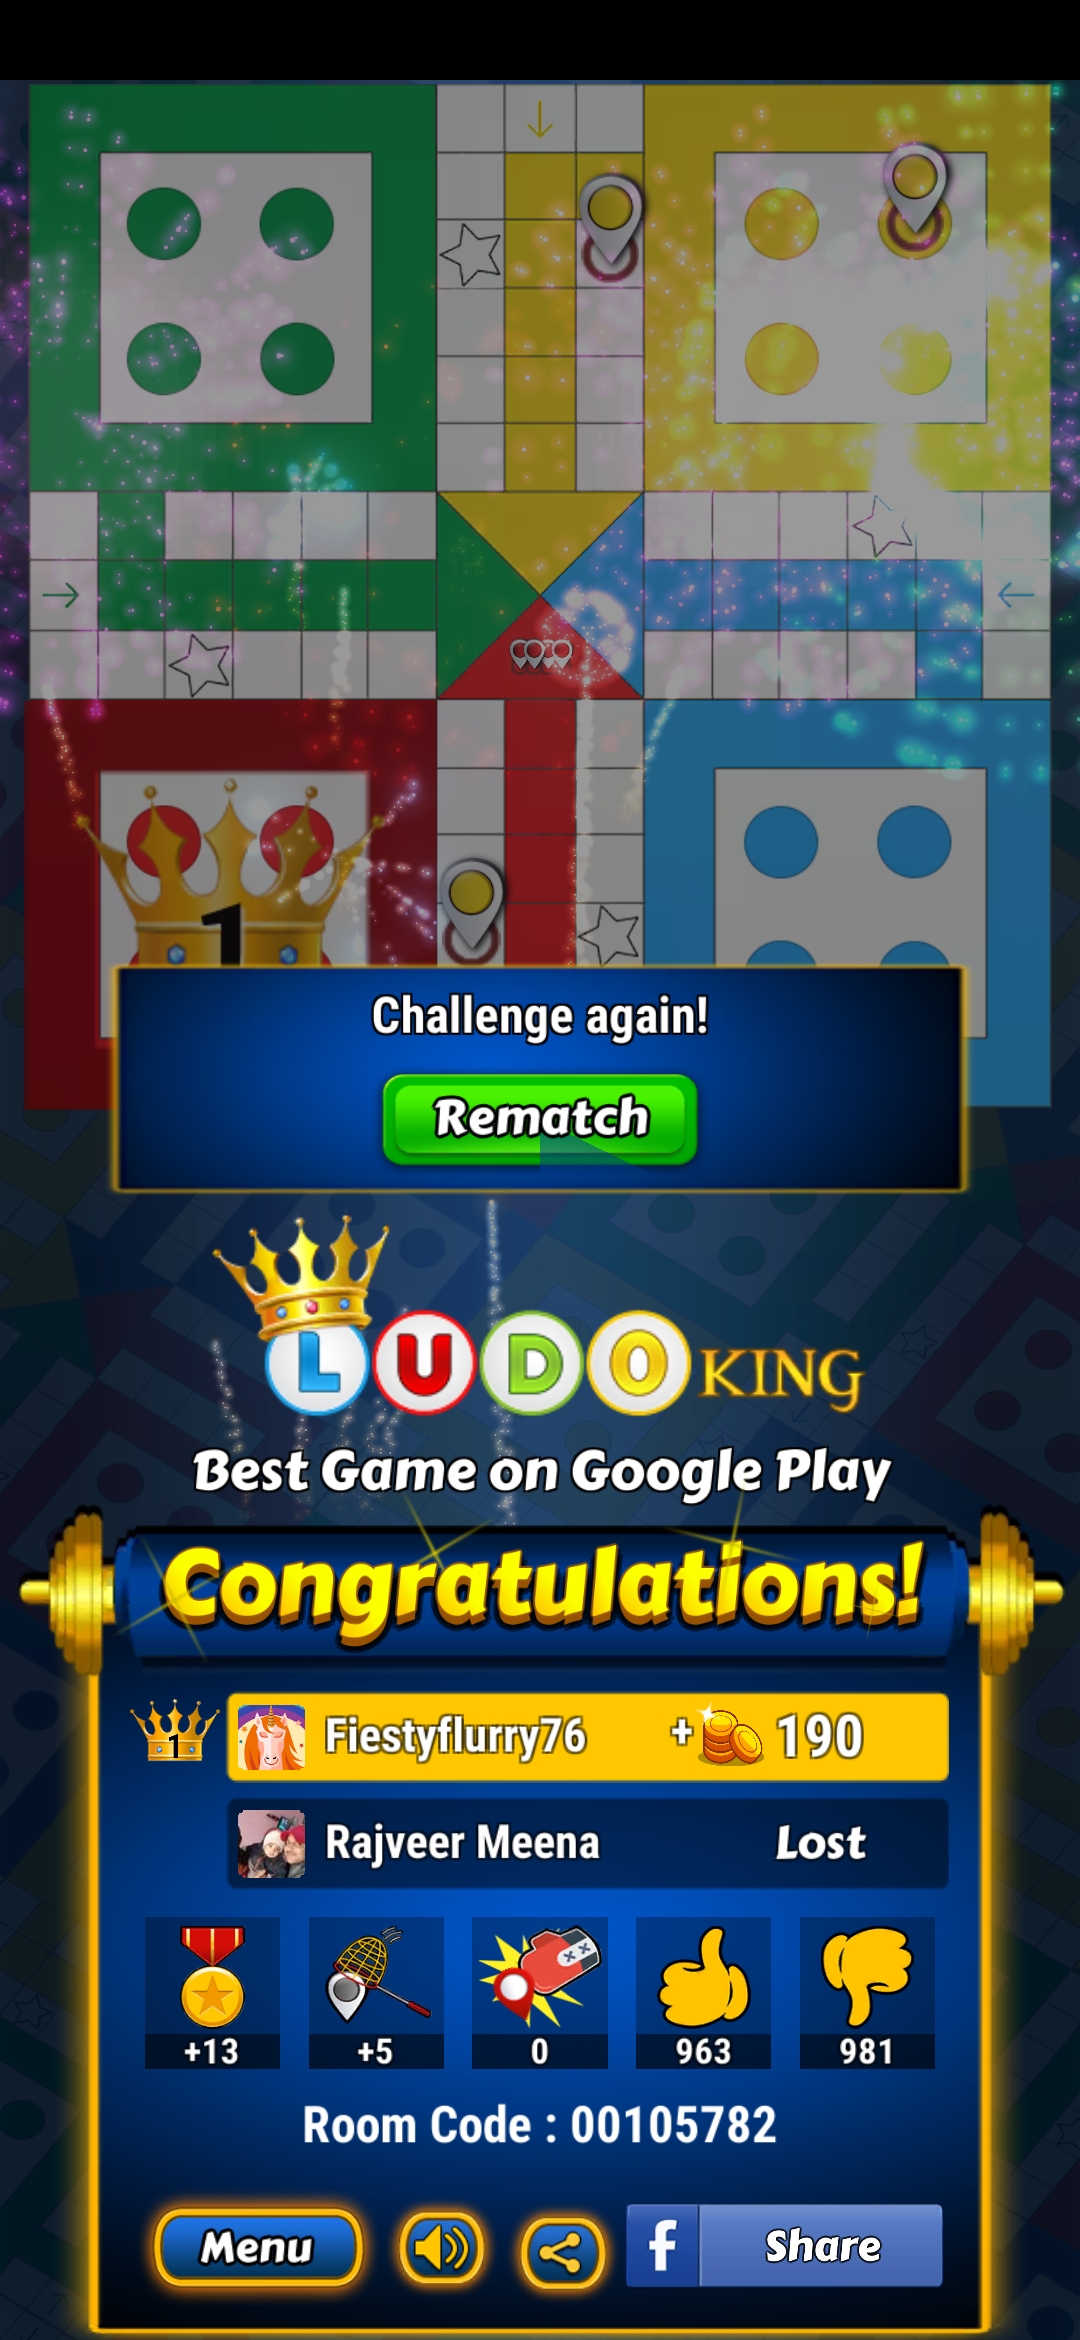 1
Challenge again!
Rematch
LUDO KING
Best Game on Google Play
Congratulations!
1 Fiestyflurry76 + 190
Rajveer Meena Lost
+13 +5 0 963 981
Room Code : 00105782
Menu f Share